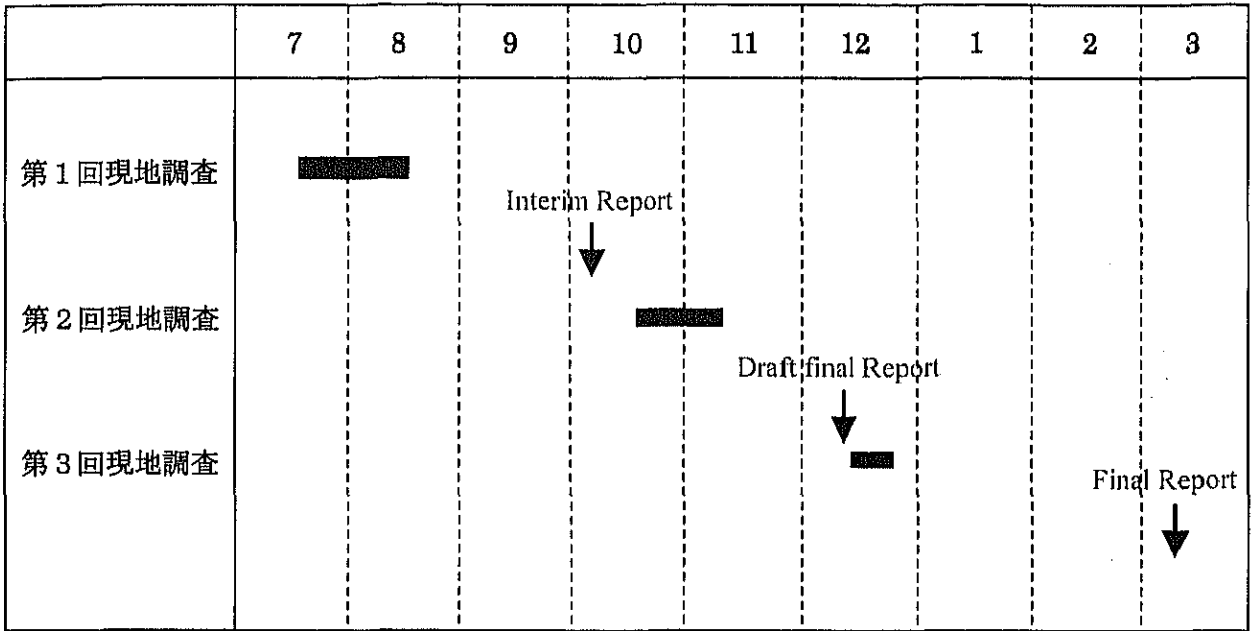 7 8 9 10 11 12 1 2 3
第1回現地調査
Interim Report
第2回現地調査
Draft final Report
第3回現地調査
Final Report